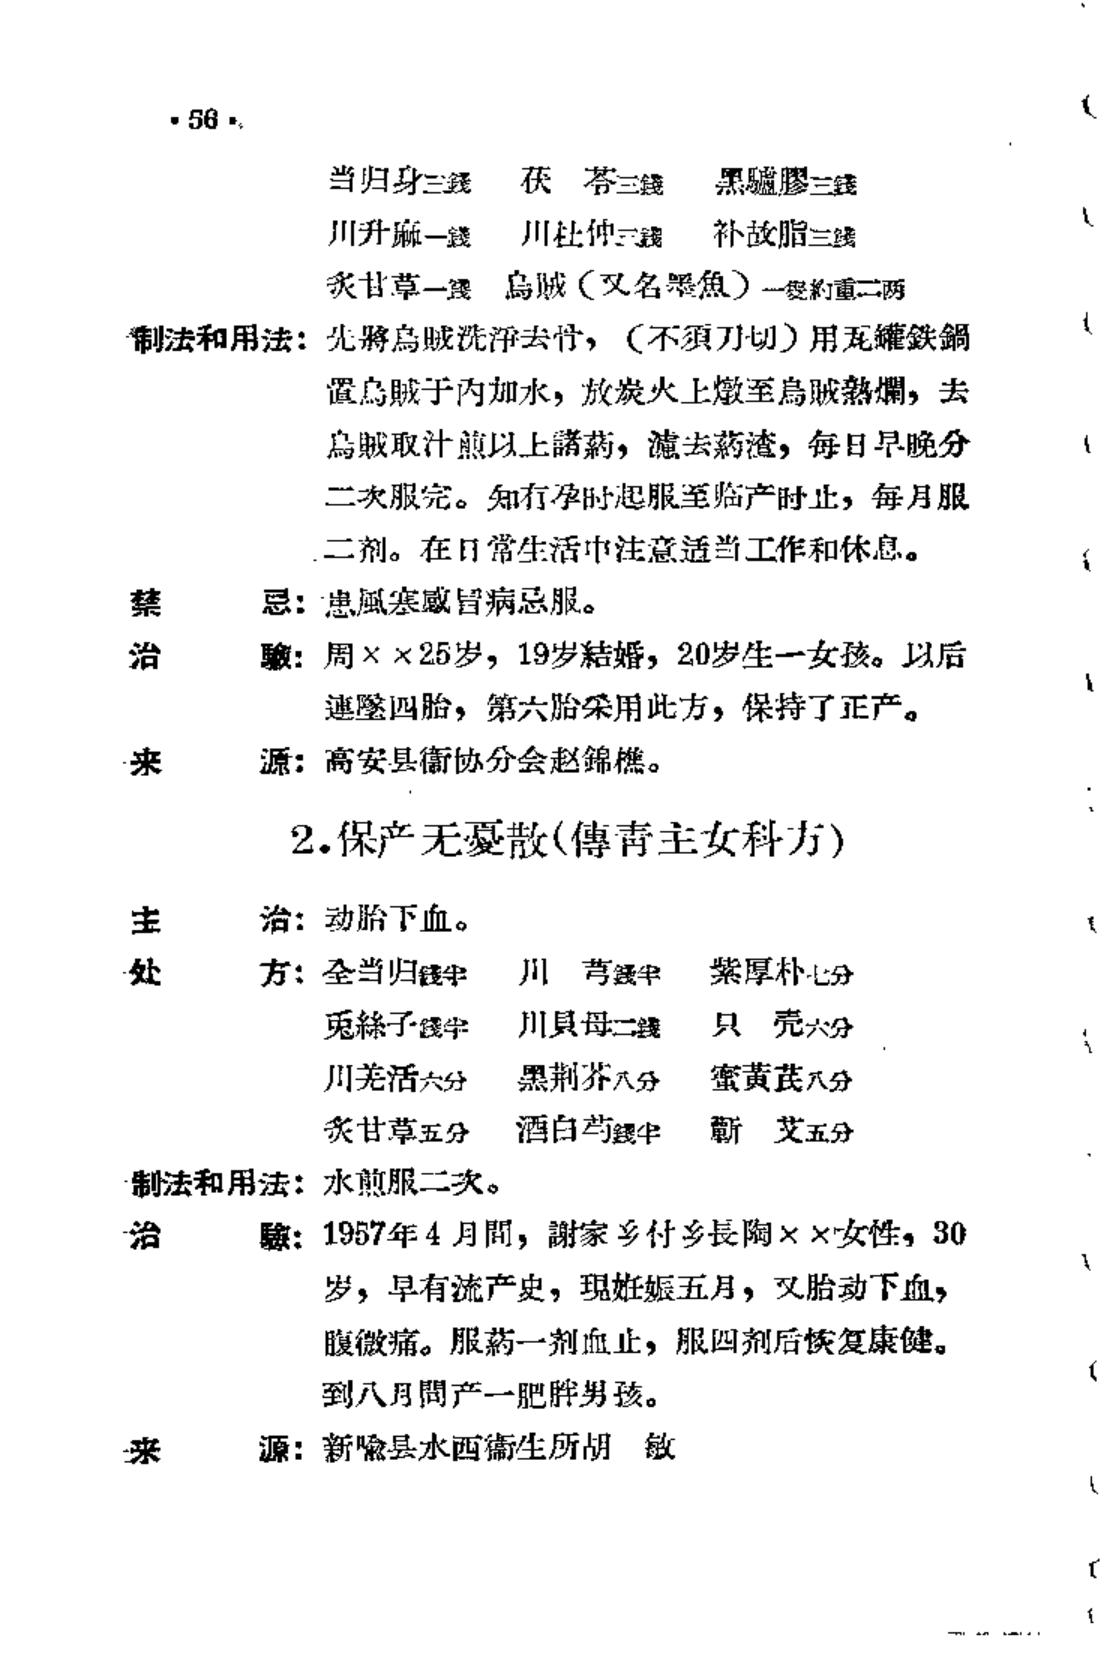 ·56·
当归身三錢　茯　苓三錢　黑驢膠三錢
川升麻一錢　川杜仲三錢　补故脂三錢
炙甘草一錢　烏賊（又名墨魚）一隻約重二两
制法和用法：先將烏賊洗淨去骨，（不須刀切）用瓦罐鉄鍋
置烏賊于内加水，放炭火上燉至烏賊熟爛，去
烏賊取汁煎以上諸葯，濾去葯渣，每日早晚分
二次服完。知有孕时起服至临产时止，每月服
二剂。在日常生活中注意适当工作和休息。
禁　忌：患風寒感冒病忌服。
治　驗：周××25岁，19岁結婚，20岁生一女孩。以后
連墜四胎，第六胎采用此方，保持了正产。
来　源：高安县衞协分会赵錦樵。
2.保产无憂散(傅青主女科方)
主　治：动胎下血。
处　方：全当归錢半　川　芎錢半　紫厚朴七分
兎絲子錢半　川貝母二錢　只　壳六分
川羌活六分　黑荆芥八分　蜜黄芪八分
炙甘草五分　酒白芍錢半　蘄　艾五分
制法和用法：水煎服二次。
治　驗：1957年4月間，謝家乡付乡長陶××女性，30
岁，早有流产史，現妊娠五月，又胎动下血，
腹微痛。服葯一剂血止，服四剂后恢复康健。
到八月間产一肥胖男孩。
来　源：新喩县水西衞生所胡　敏